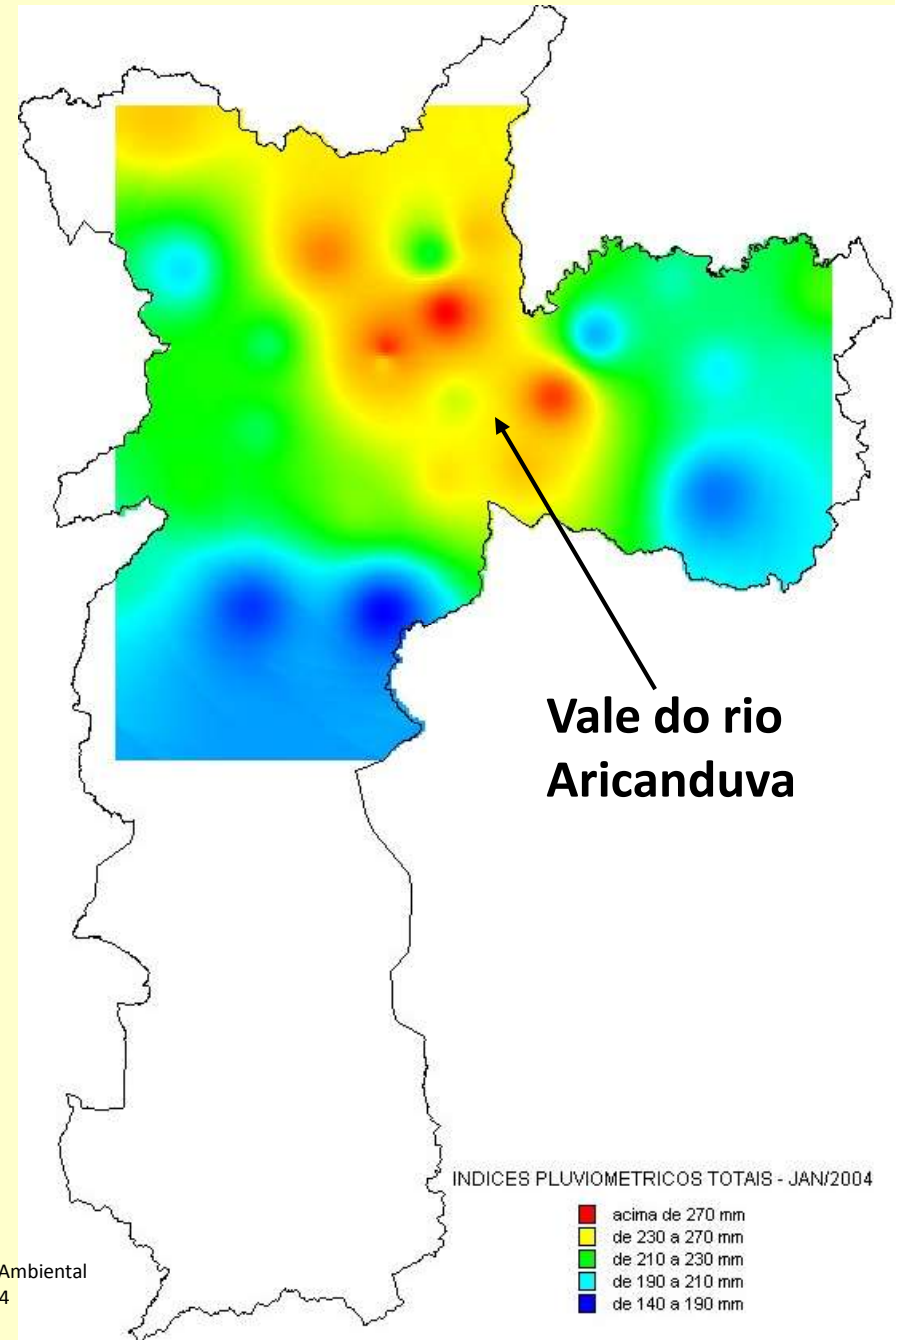 Vale do rio
Aricanduva
INDICES PLUVIOMETRICOS TOTAIS - JAN/2004
acima de 270 mm
de 230 a 270 mm
de 210 a 230 mm
de 190 a 210 mm
de 140 a 190 mm
Ambiental
4